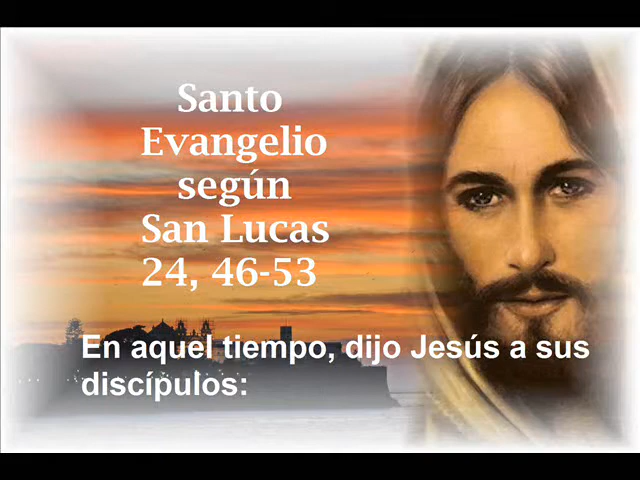 Santo
Evangelio
según
San Lucas
24, 46-53
En aquel tiempo, dijo Jesús a sus
discípulos: